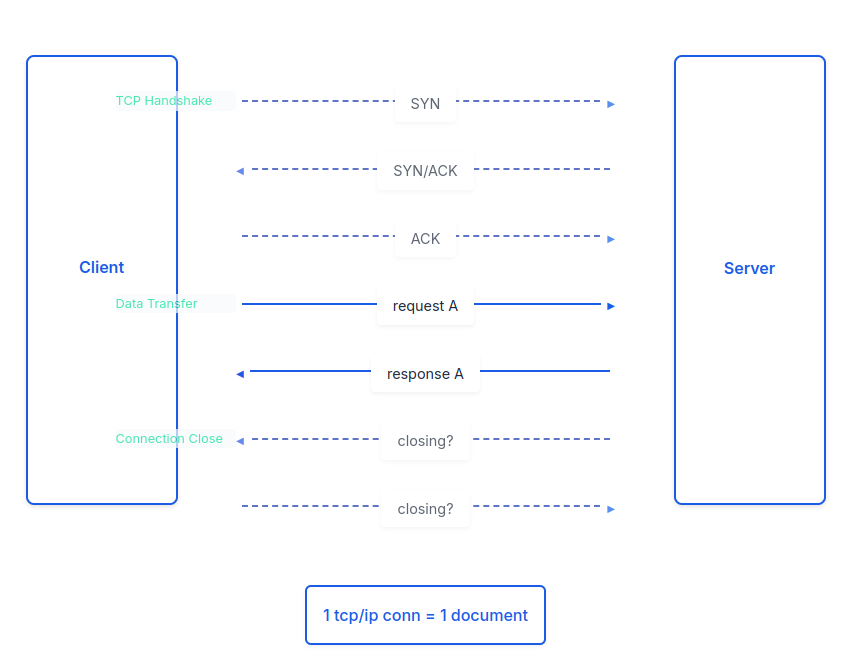 TCP Handshake
SYN
SYN/ACK
ACK
Client
Server
Data Transfer
request A
response A
Connection Close
closing?
closing?
1 tcp/ip conn = 1 document